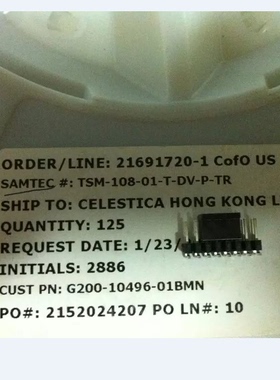 ORDER/LINE: 21691720-1 CofO US
SAMTEC #: TSM-108-01-T-DV-P-TR
SHIP TO: CELESTICA HONG KONG L
QUANTITY: 125
REQUEST DATE: 1/23/
INITIALS: 2886
CUST PN: G200-10496-01BMN
PO#: 2152024207 PO LN#: 10